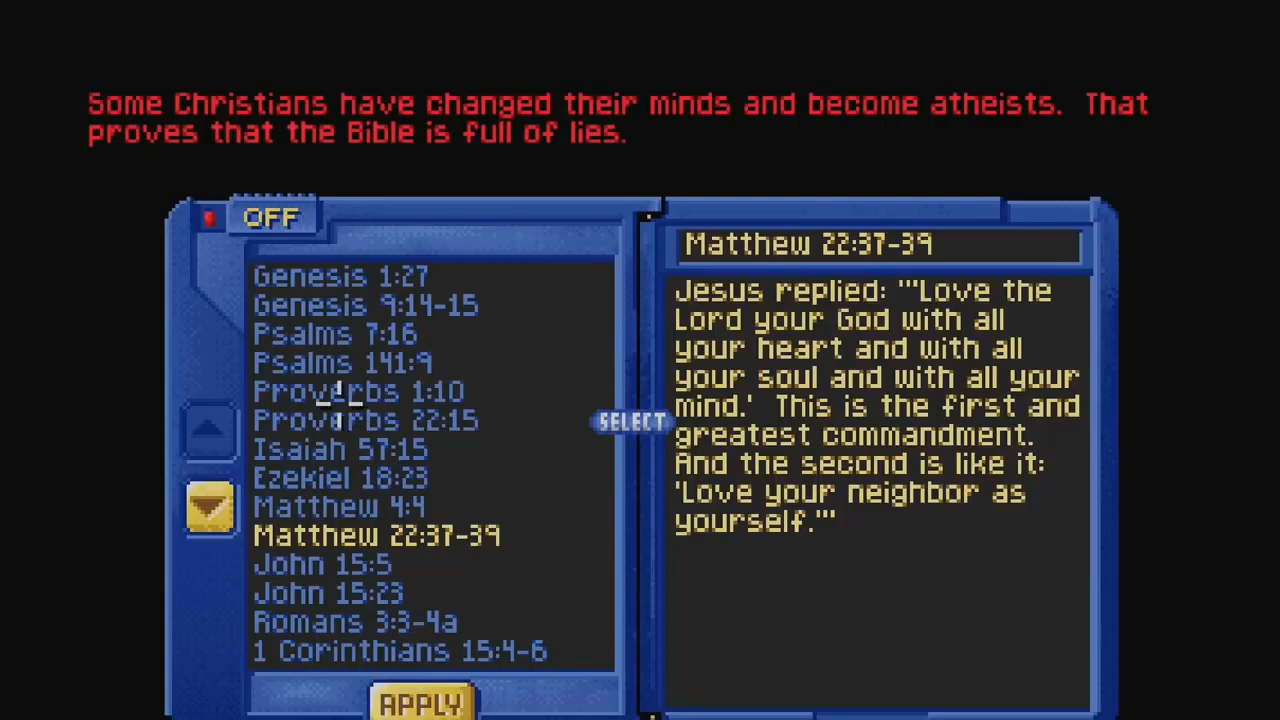 Some Christians have changed their minds and become atheists. That
proves that the Bible is full of lies.
OFF
Genesis 1:27
Genesis 9:14-15
Psalms 7:16
Psalms 141:9
Proverbs 1:10
Proverbs 22:15
Isaiah 57:15
Ezekiel 18:23
Matthew 4:4
Matthew 22:37-39
John 15:5
John 15:23
Romans 3:3-4a
1 Corinthians 15:4-6
APPLY
SELECT
Matthew 22:37-39
Jesus replied: "'Love the
Lord your God with all
your heart and with all
your soul and with all your
mind.' This is the first and
greatest commandment.
And the second is like it:
'Love your neighbor as
yourself.'"